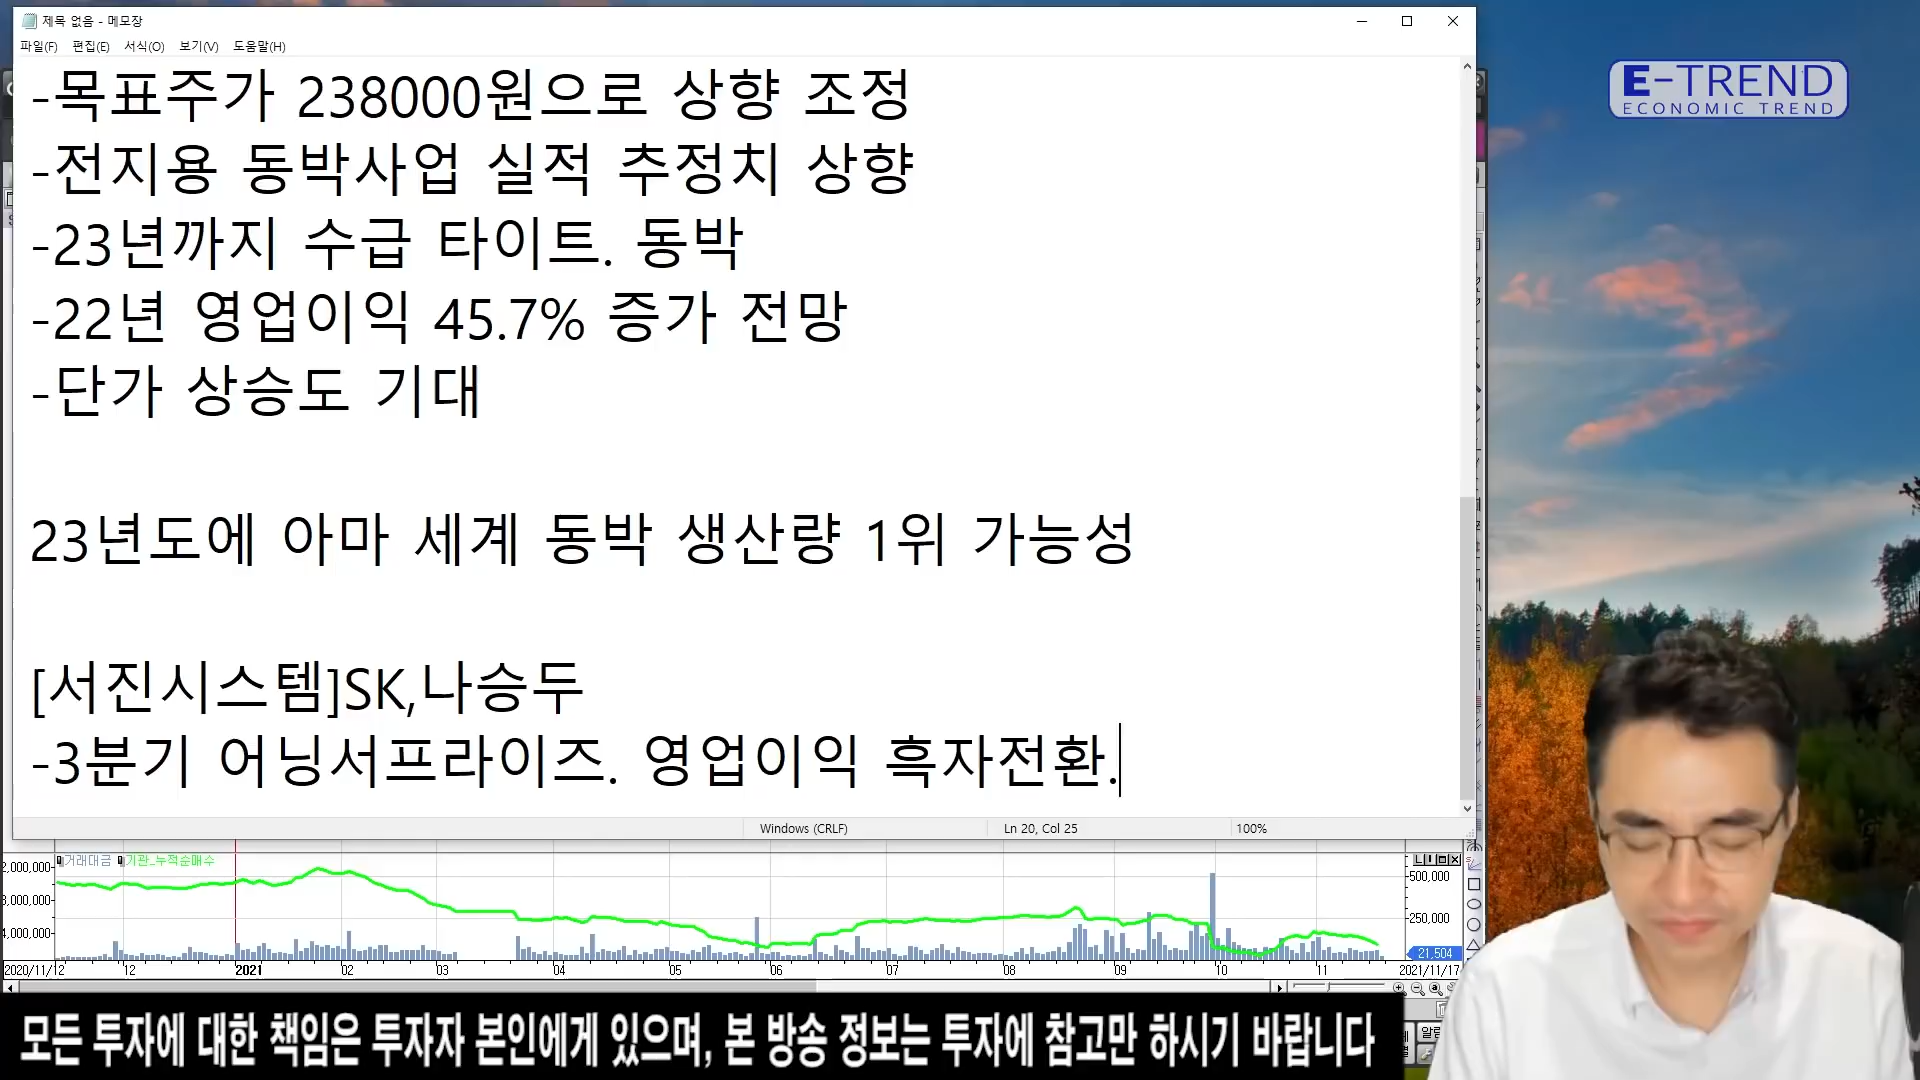 제목 없음 - 메모장
파일(F) 편집(E) 서식(O) 보기(V) 도움말(H)
-목표주가 238000원으로 상향 조정
-전지용 동박사업 실적 추정치 상향
-23년까지 수급 타이트. 동박
-22년 영업이익 45.7% 증가 전망
-단가 상승도 기대
23년도에 아마 세계 동박 생산량 1위 가능성
[서진시스템]SK,나승두
-3분기 어닝서프라이즈. 영업이익 흑자전환.
Windows (CRLF) Ln 20, Col 25 100%
E-TREND
ECONOMIC TREND
거래대금 기관_누적순매수
500,000
250,000
21,504
2020/11/12 12 2021 02 03 04 05 06 07 08 09 10 11 2021/11/17
모든 투자에 대한 책임은 투자자 본인에게 있으며, 본 방송 정보는 투자에 참고만 하시기 바랍니다